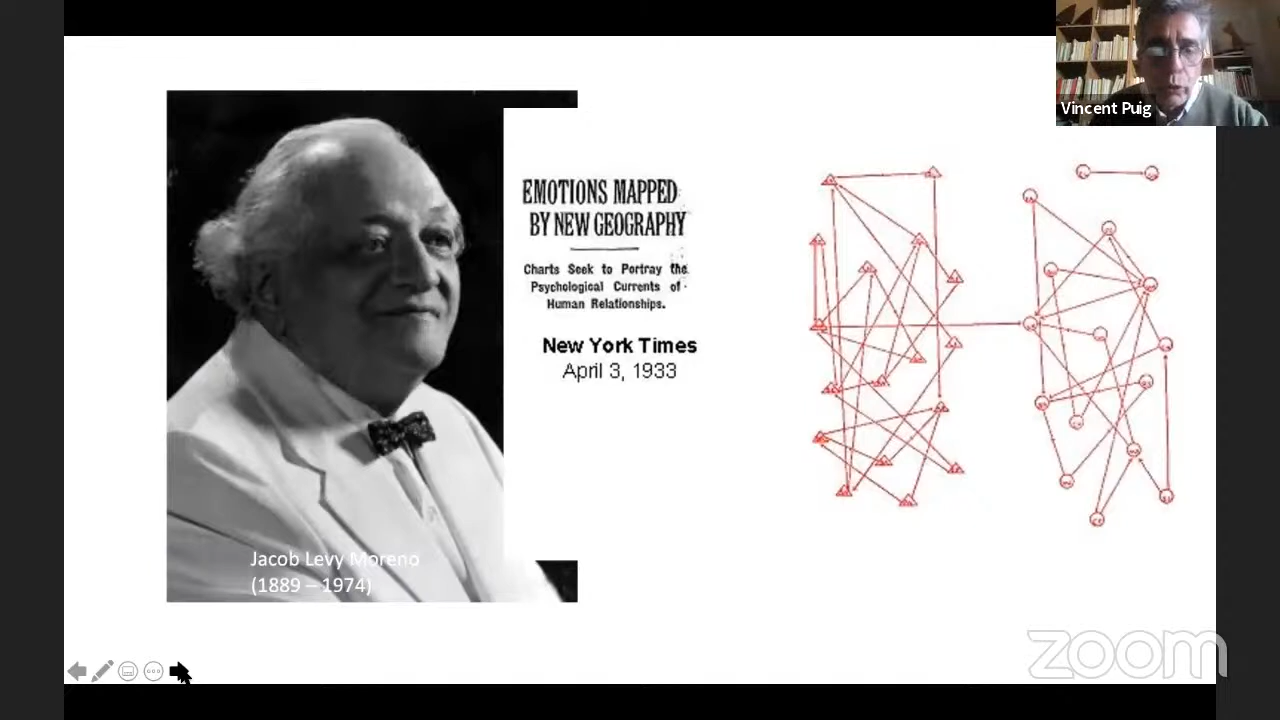 Vincent Puig
EMOTIONS MAPPED
BY NEW GEOGRAPHY
Charts Seek to Portray the
Psychological Currents of
Human Relationships.
New York Times
April 3, 1933
Jacob Levy Moreno
(1889 – 1974)
zoom